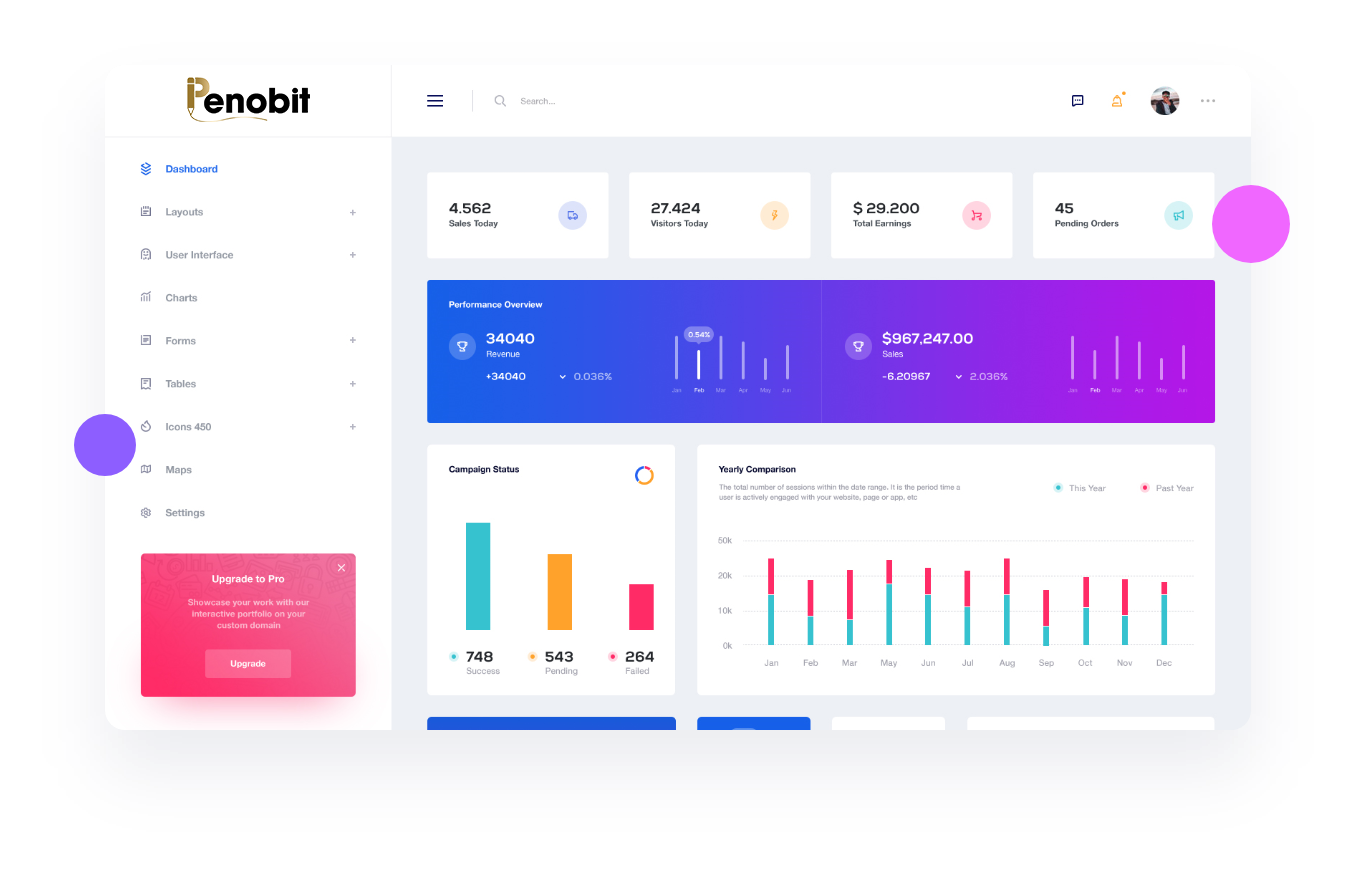 Penobit
Search...
Dashboard
Layouts +
User Interface +
Charts
Forms +
Tables +
Icons 450 +
Maps
Settings
Upgrade to Pro
Showcase your work with our
interactive portfolio on your
custom domain
Upgrade
4.562
Sales Today
27.424
Visitors Today
$ 29.200
Total Earnings
45
Pending Orders
Performance Overview
34040
Revenue
+34040 0.036%
0.54%
Jan Feb Mar Apr May Jun
$967,247.00
Sales
-6.20967 2.036%
Jan Feb Mar Apr May Jun
Campaign Status
748
Success
543
Pending
264
Failed
Yearly Comparison
The total number of sessions within the date range. It is the period time a
user is actively engaged with your website, page or app, etc
This Year Past Year
50k
20k
10k
0k
Jan Feb Mar May Jun Jul Aug Sep Oct Nov Dec